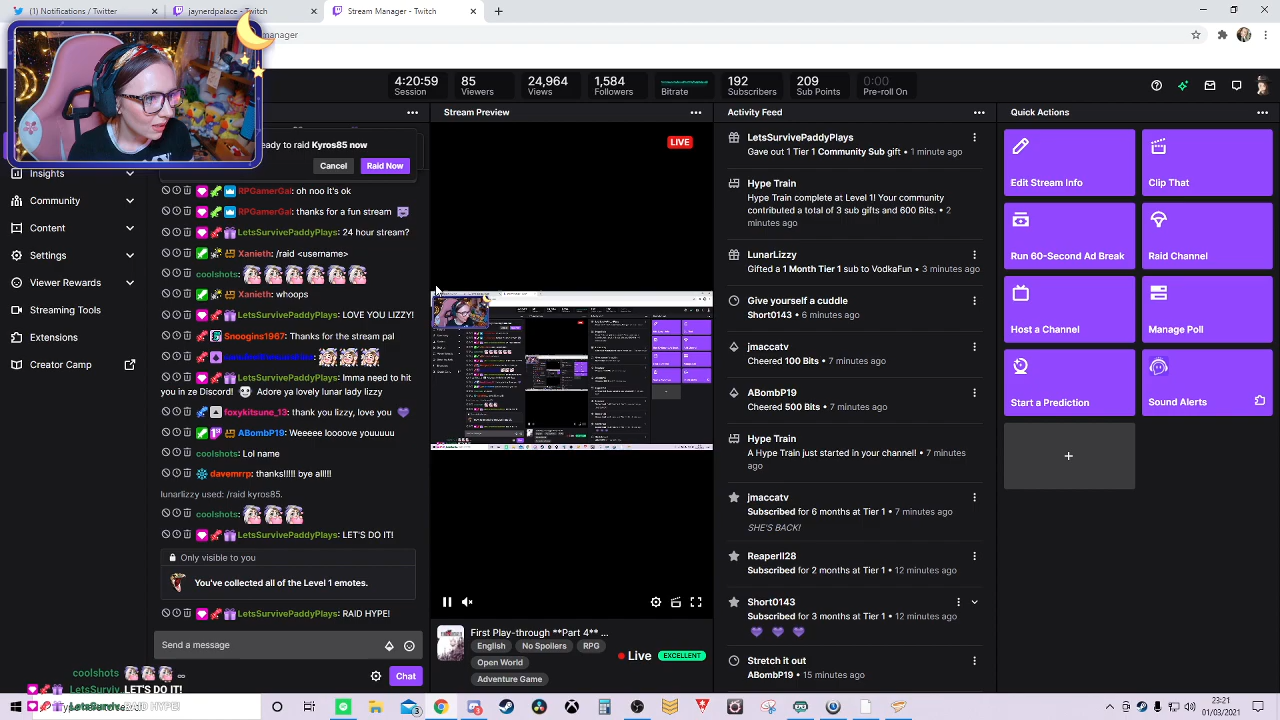 (1) Notifications / Twitter
jaynerdpalace - Twitch
Stream Manager - Twitch
manager
4:20:59
Session
85
Viewers
24,964
Views
1,584
Followers
Bitrate
192
Subscribers
209
Sub Points
0:00
Pre-roll On
Insights
Community
Content
Settings
Viewer Rewards
Streaming Tools
Extensions
Creator Camp
ready to raid Kyros85 now
Cancel
Raid Now
RPGamerGal: oh noo it's ok
RPGamerGal: thanks for a fun stream
LetsSurvivePaddyPlays: 24 hour stream?
Xanieth: /raid <username>
coolshots:
Xanieth: whoops
LetsSurvivePaddyPlays: LOVE YOU LIZZY!
Snoogins1967: Thanks for the stream pal
LetsSurvivePaddyPlays: Imma need to hit
you in ze Discord! Adore ya lovely lunar lady lizzy
foxykitsune_13: thank you lizzy, love you
ABombP19: Weeeee looove youuuuu
coolshots: Lol name
davemrrp: thanks!!!!! bye alll!!
lunarlizzy used: /raid kyros85.
coolshots:
LetsSurvivePaddyPlays: LET'S DO IT!
Only visible to you
You've collected all of the Level 1 emotes.
LetsSurvivePaddyPlays: RAID HYPE!
Send a message
Chat
coolshots
LetsSurviv.. LET'S DO IT!
LetsSurviv.. RAID HYPE!
Stream Preview
LIVE
First Play-through **Part 4** ...
English
No Spoilers
RPG
Open World
Adventure Game
Live
EXCELLENT
Activity Feed
LetsSurvivePaddyPlays
Gave out 1 Tier 1 Community Sub gift • 1 minute ago
Hype Train
Hype Train complete at Level 1! Your community
contributed a total of 3 sub gifts and 600 Bits. • 2
minutes ago
LunarLizzy
Gifted a 1 Month Tier 1 sub to VodkaFun • 3 minutes ago
Give yourself a cuddle
Short0143 • 6 minutes ago
jmaccatv
Cheered 100 Bits • 7 minutes ago
ABombP19
Cheered 500 Bits • 7 minutes ago
Hype Train
A Hype Train just started in your channel! • 7 minutes
ago
jmaccatv
Subscribed for 6 months at Tier 1 • 7 minutes ago
SHE'S BACK!
Reaperll28
Subscribed for 2 months at Tier 1 • 12 minutes ago
Short0143
Subscribed for 3 months at Tier 1 • 12 minutes ago
Stretch it out
ABombP19 • 15 minutes ago
Quick Actions
Edit Stream Info
Clip That
Run 60-Second Ad Break
Raid Channel
Host a Channel
Manage Poll
Start a Prediction
Sound Alerts
23:21
01/03/2021